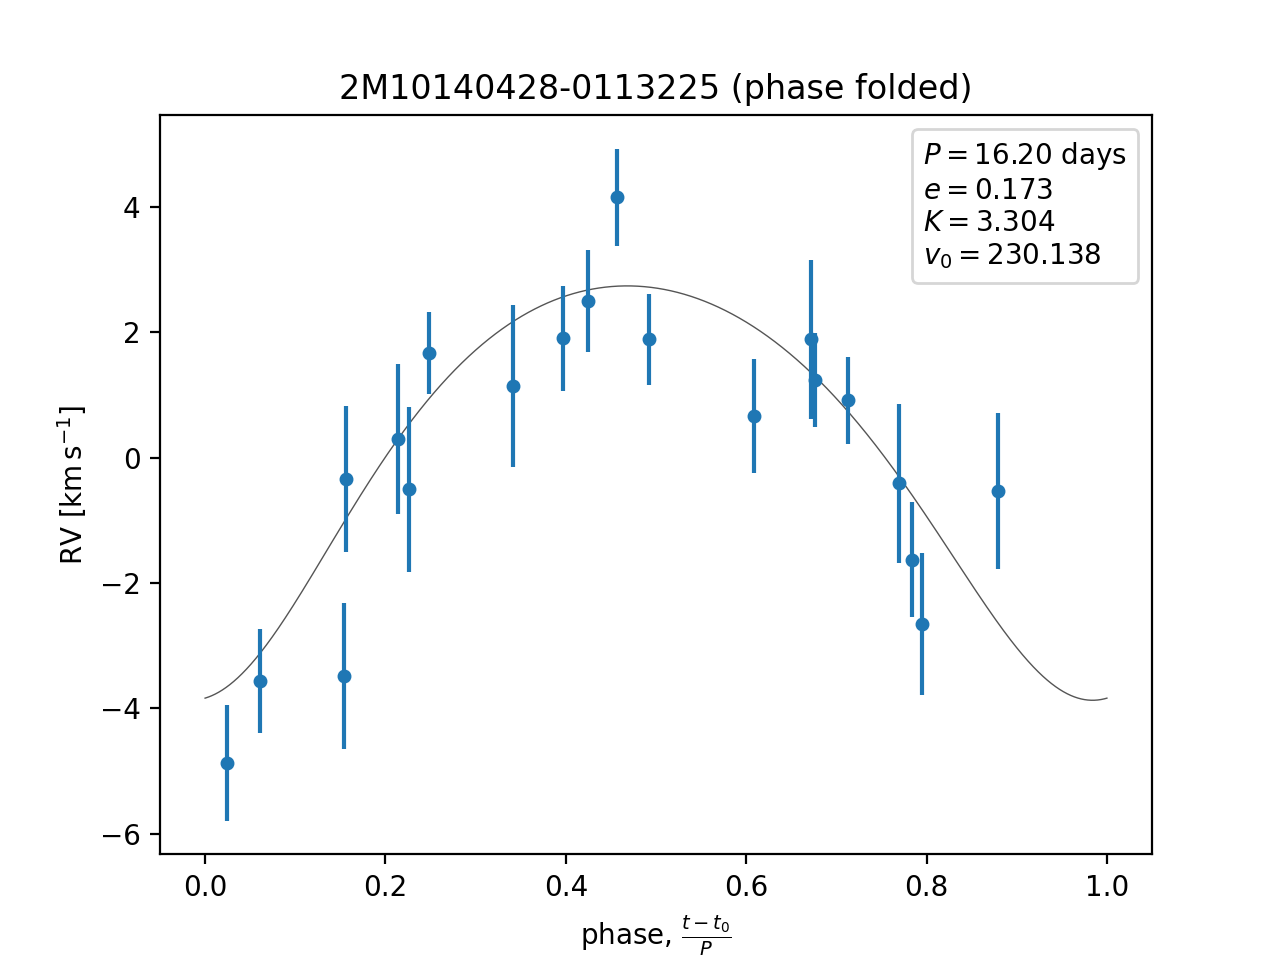 2M10140428-0113225 (phase folded)
P = 16.20 days
e = 0.173
K = 3.304
v₀ = 230.138
4
2
0
−2
−4
−6
RV [km s⁻¹]
0.0 0.2 0.4 0.6 0.8 1.0
phase, (t − t₀)/P